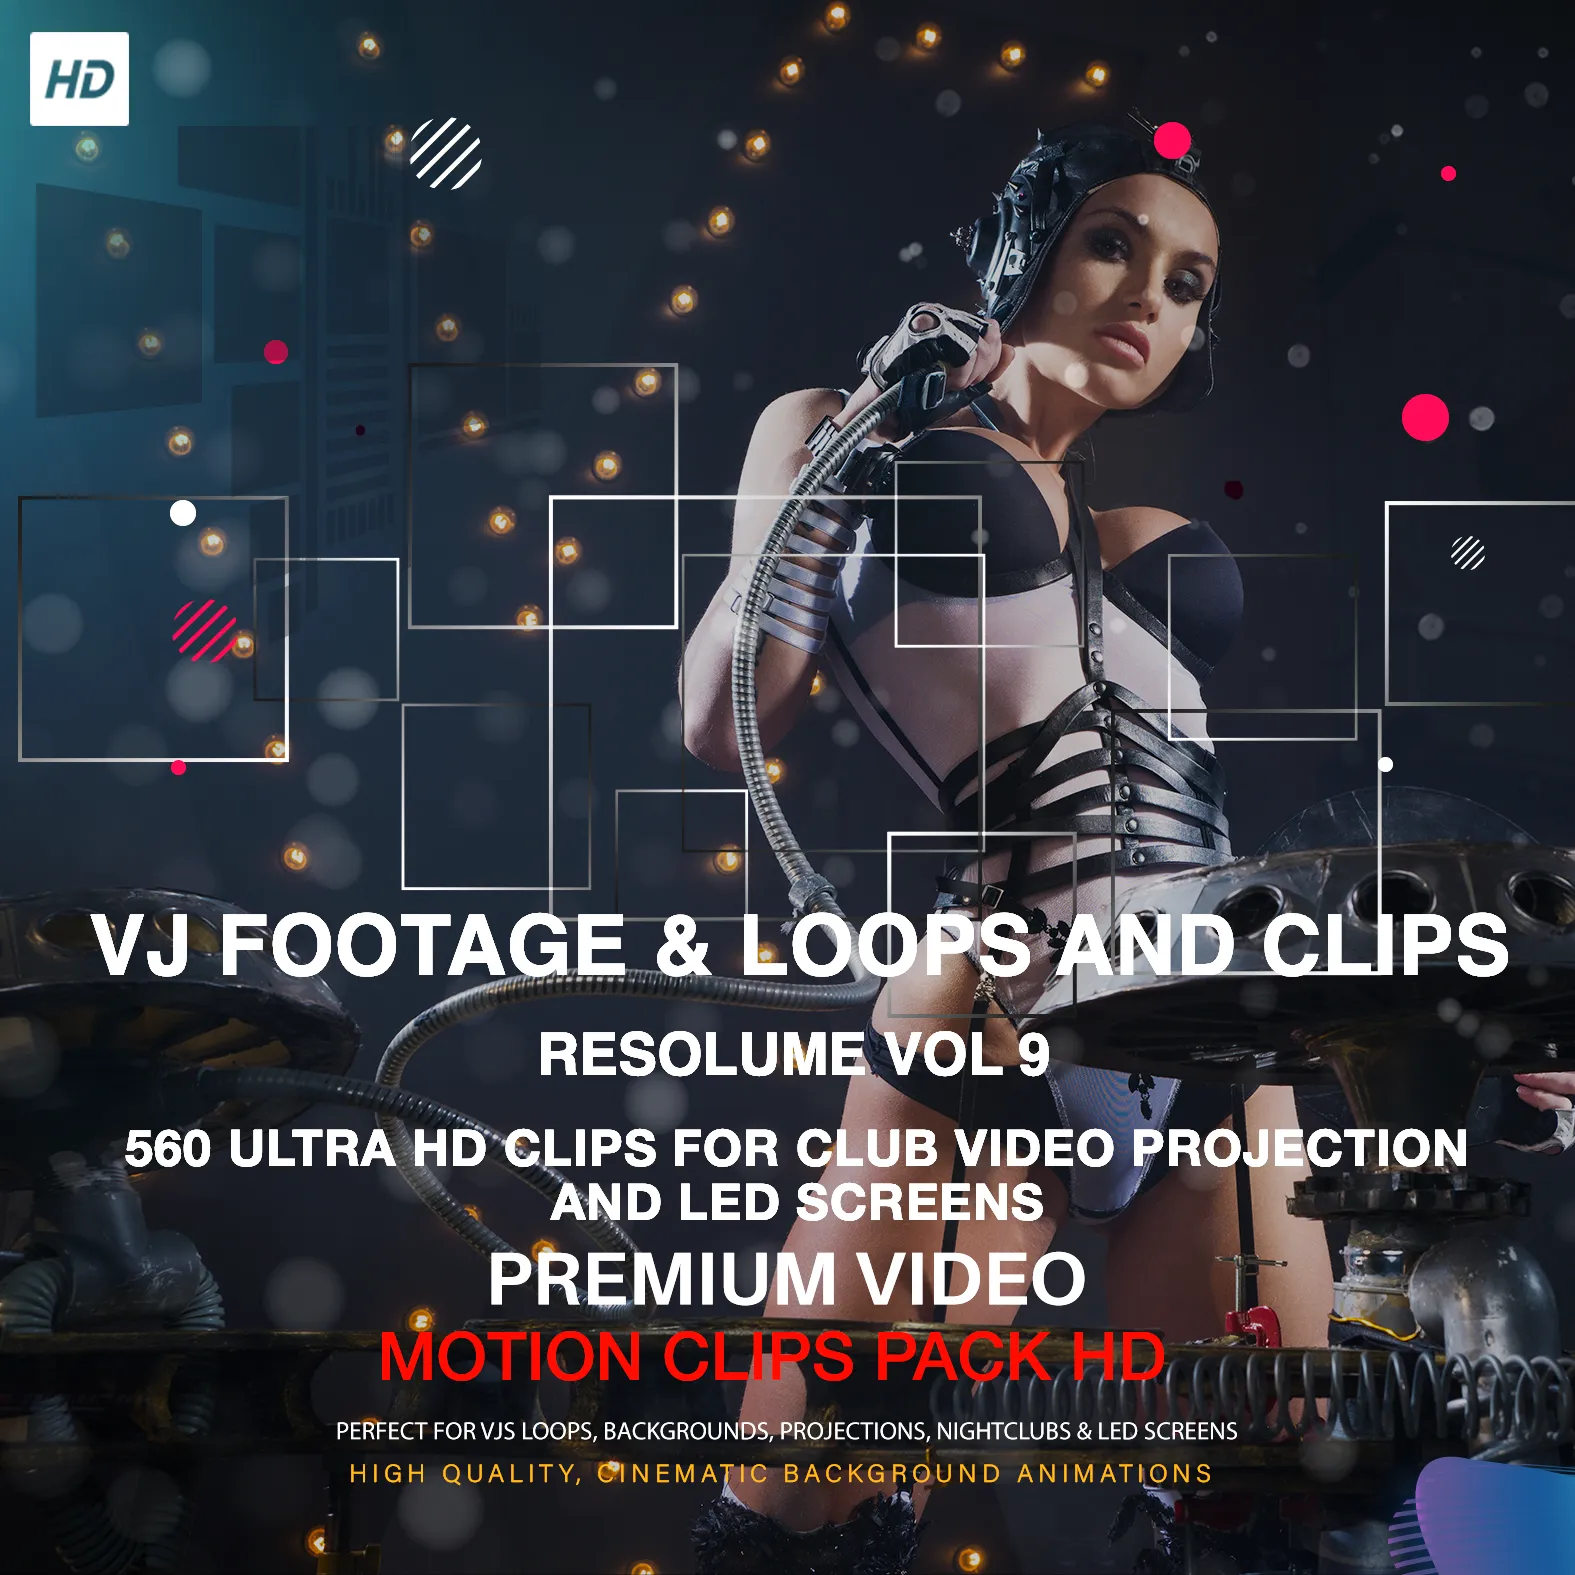 HD
VJ FOOTAGE & LOOPS AND CLIPS
RESOLUME VOL 9
560 ULTRA HD CLIPS FOR CLUB VIDEO PROJECTION
AND LED SCREENS
PREMIUM VIDEO
MOTION CLIPS PACK HD
PERFECT FOR VJS LOOPS, BACKGROUNDS, PROJECTIONS, NIGHTCLUBS & LED SCREENS
HIGH QUALITY, CINEMATIC BACKGROUND ANIMATIONS